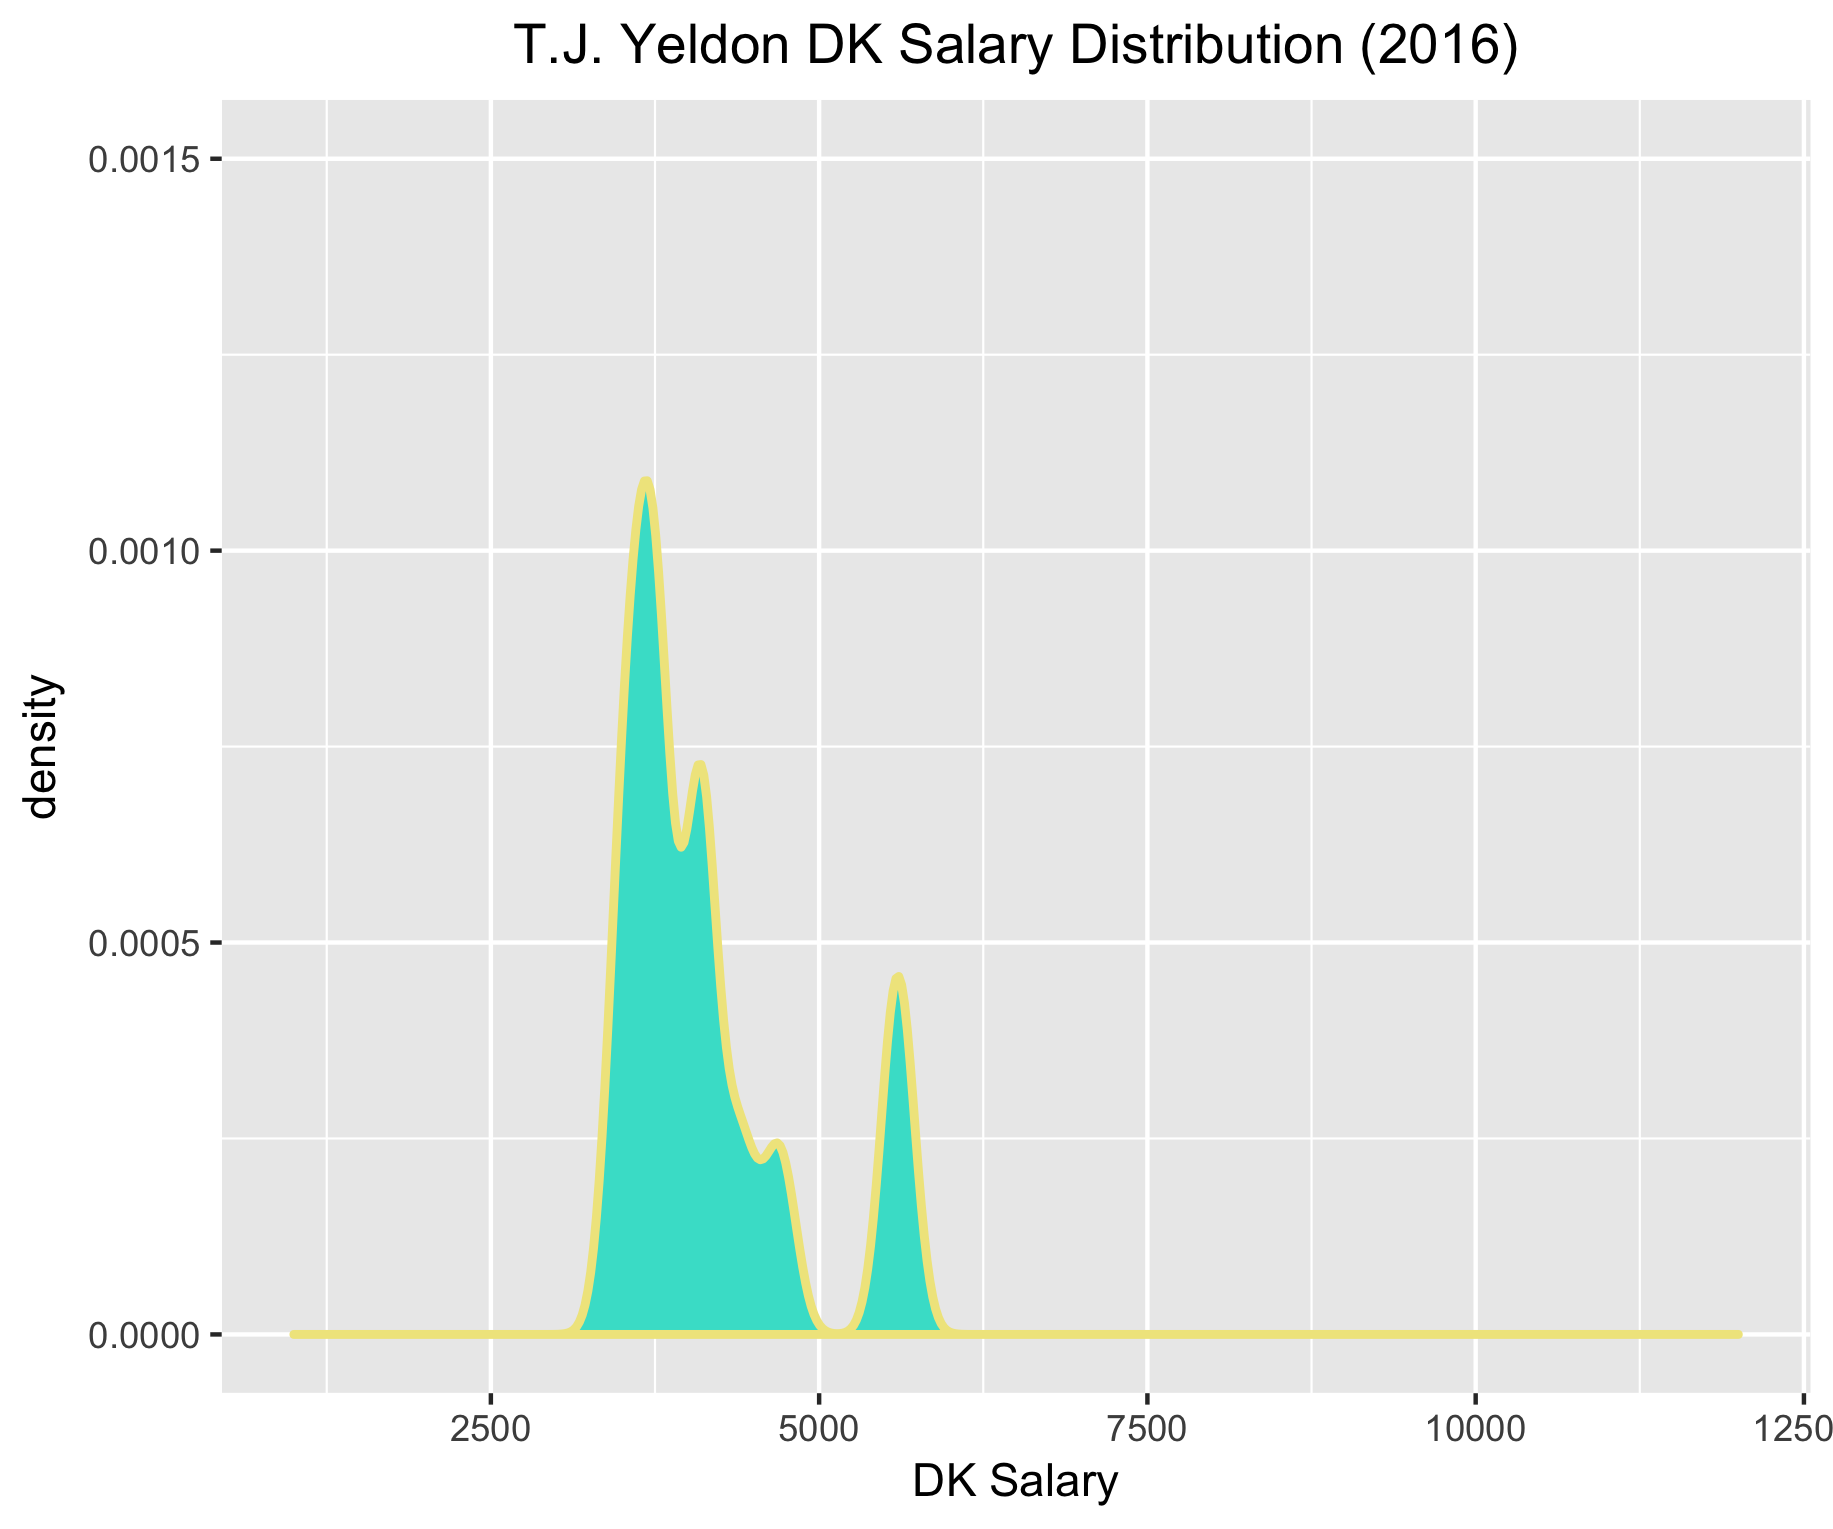 T.J. Yeldon DK Salary Distribution (2016)
0.0015
0.0010
density
0.0005
0.0000
2500 5000 7500 10000 1250
DK Salary